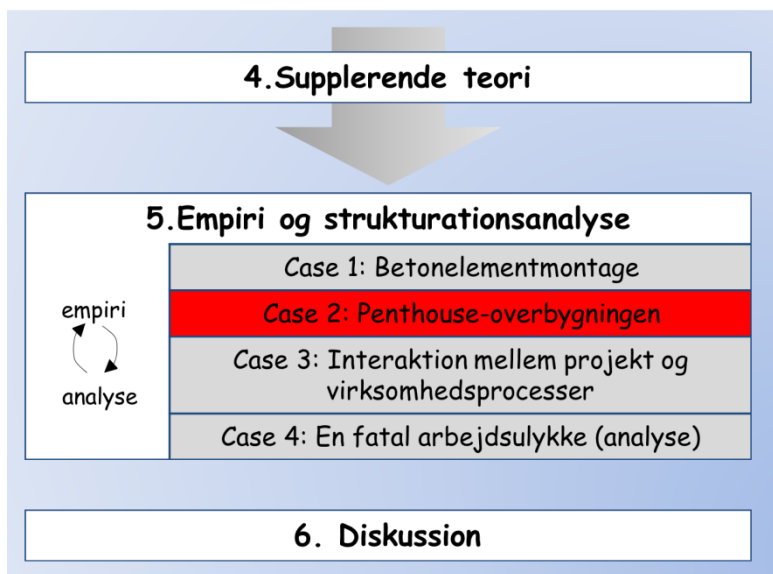 4.Supplerende teori
5.Empiri og strukturationsanalyse
Case 1: Betonelementmontage
empiri
Case 2: Penthouse-overbygningen
Case 3: Interaktion mellem projekt og
virksomhedsprocesser
analyse
Case 4: En fatal arbejdsulykke (analyse)
6. Diskussion